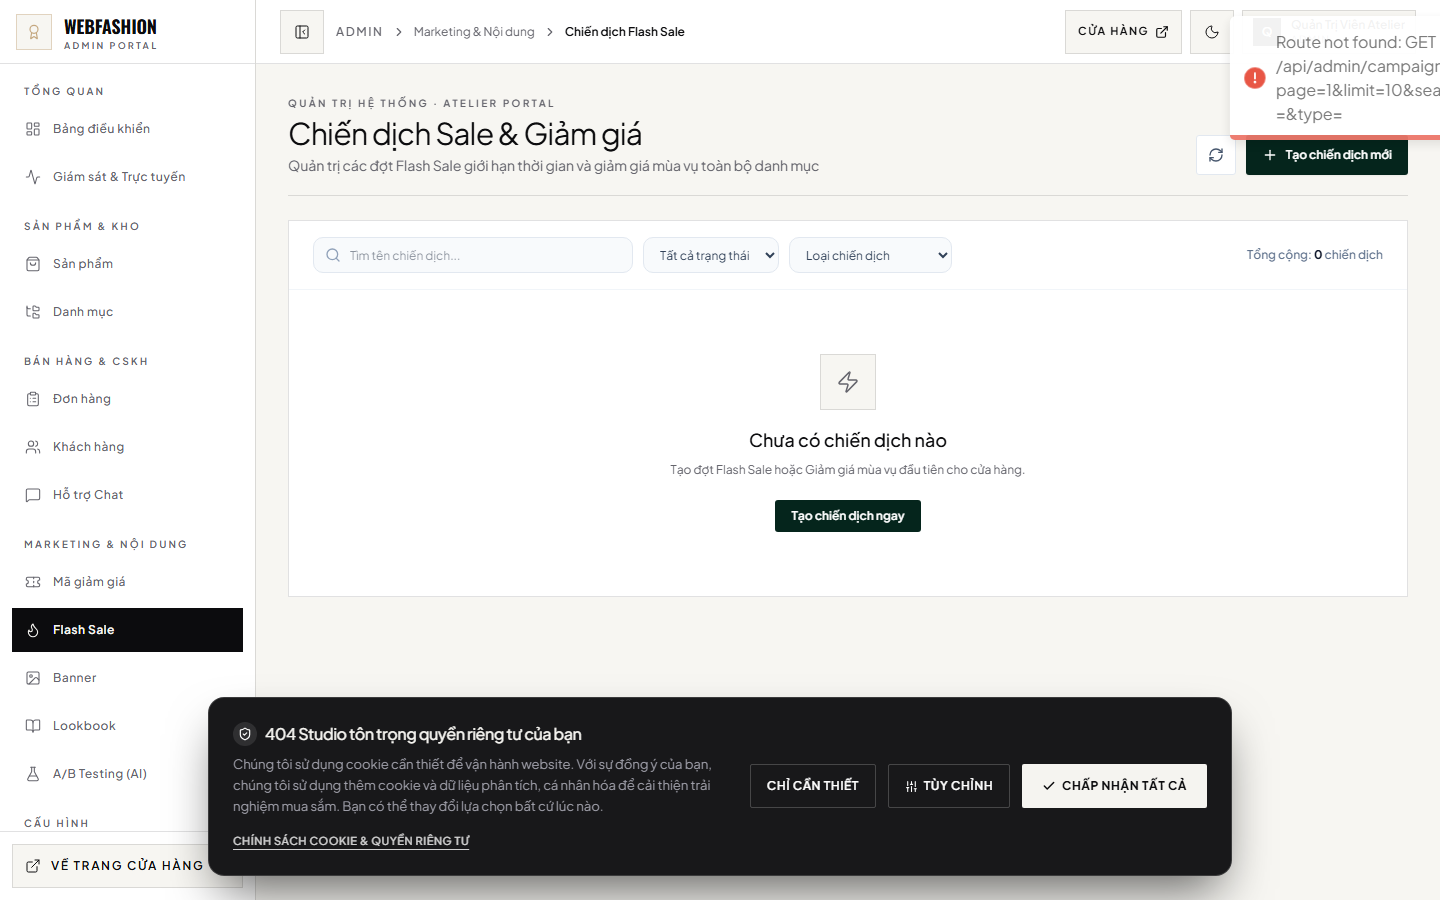 WEBFASHION
ADMIN PORTAL
TỔNG QUAN
Bảng điều khiển
Giám sát & Trực tuyến
SẢN PHẨM & KHO
Sản phẩm
Danh mục
BÁN HÀNG & CSKH
Đơn hàng
Khách hàng
Hỗ trợ Chat
MARKETING & NỘI DUNG
Mã giảm giá
Flash Sale
Banner
Lookbook
A/B Testing (AI)
CẤU HÌNH
VỀ TRANG CỬA HÀNG
ADMIN > Marketing & Nội dung > Chiến dịch Flash Sale
CỬA HÀNG
Quản Trị Viên Atelier
Route not found: GET
/api/admin/campaign
page=1&limit=10&sea
=&type=
QUẢN TRỊ HỆ THỐNG · ATELIER PORTAL
Chiến dịch Sale & Giảm giá
Quản trị các đợt Flash Sale giới hạn thời gian và giảm giá mùa vụ toàn bộ danh mục
Tạo chiến dịch mới
Tìm tên chiến dịch...
Tất cả trạng thái
Loại chiến dịch
Tổng cộng: 0 chiến dịch
Chưa có chiến dịch nào
Tạo đợt Flash Sale hoặc Giảm giá mùa vụ đầu tiên cho cửa hàng.
Tạo chiến dịch ngay
404 Studio tôn trọng quyền riêng tư của bạn
Chúng tôi sử dụng cookie cần thiết để vận hành website. Với sự đồng ý của bạn,
chúng tôi sử dụng thêm cookie và dữ liệu phân tích, cá nhân hóa để cải thiện trải
nghiệm mua sắm. Bạn có thể thay đổi lựa chọn bất cứ lúc nào.
CHÍNH SÁCH COOKIE & QUYỀN RIÊNG TƯ
CHỈ CẦN THIẾT
TÙY CHỈNH
CHẤP NHẬN TẤT CẢ